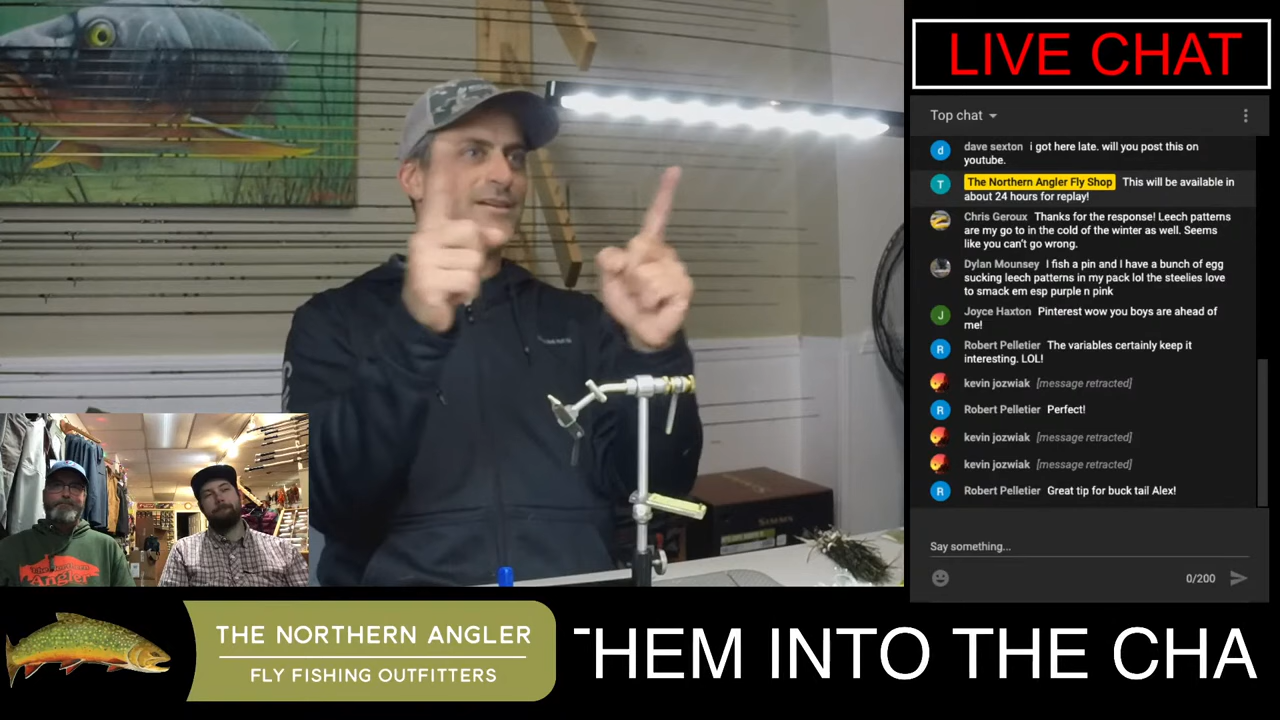 LIVE CHAT
Top chat
d
dave sexton i got here late. will you post this on
youtube.
T
The Northern Angler Fly Shop This will be available in
about 24 hours for replay!
Chris Geroux Thanks for the response! Leech patterns
are my go to in the cold of the winter as well. Seems
like you can't go wrong.
Dylan Mounsey I fish a pin and I have a bunch of egg
sucking leech patterns in my pack lol the steelies love
to smack em esp purple n pink
J
Joyce Haxton Pinterest wow you boys are ahead of
me!
R
Robert Pelletier The variables certainly keep it
interesting. LOL!
kevin jozwiak [message retracted]
R
Robert Pelletier Perfect!
kevin jozwiak [message retracted]
kevin jozwiak [message retracted]
R
Robert Pelletier Great tip for buck tail Alex!
Say something...
0/200
SIMMS
SIMMS
Angler
THE NORTHERN ANGLER
FLY FISHING OUTFITTERS
THEM INTO THE CHA